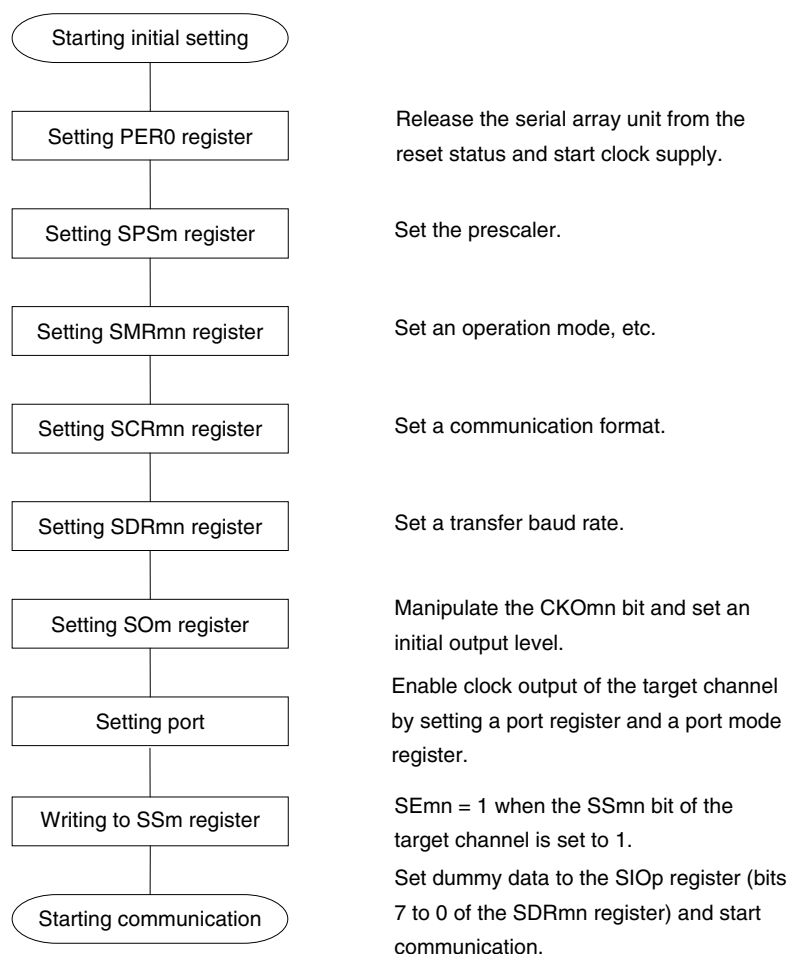 Starting initial setting
Setting PER0 register
Release the serial array unit from the
reset status and start clock supply.
Setting SPSm register
Set the prescaler.
Setting SMRmn register
Set an operation mode, etc.
Setting SCRmn register
Set a communication format.
Setting SDRmn register
Set a transfer baud rate.
Setting SOm register
Manipulate the CKOmn bit and set an
initial output level.
Setting port
Enable clock output of the target channel
by setting a port register and a port mode
register.
Writing to SSm register
SEmn = 1 when the SSmn bit of the
target channel is set to 1.
Starting communication
Set dummy data to the SIOp register (bits
7 to 0 of the SDRmn register) and start
communication.